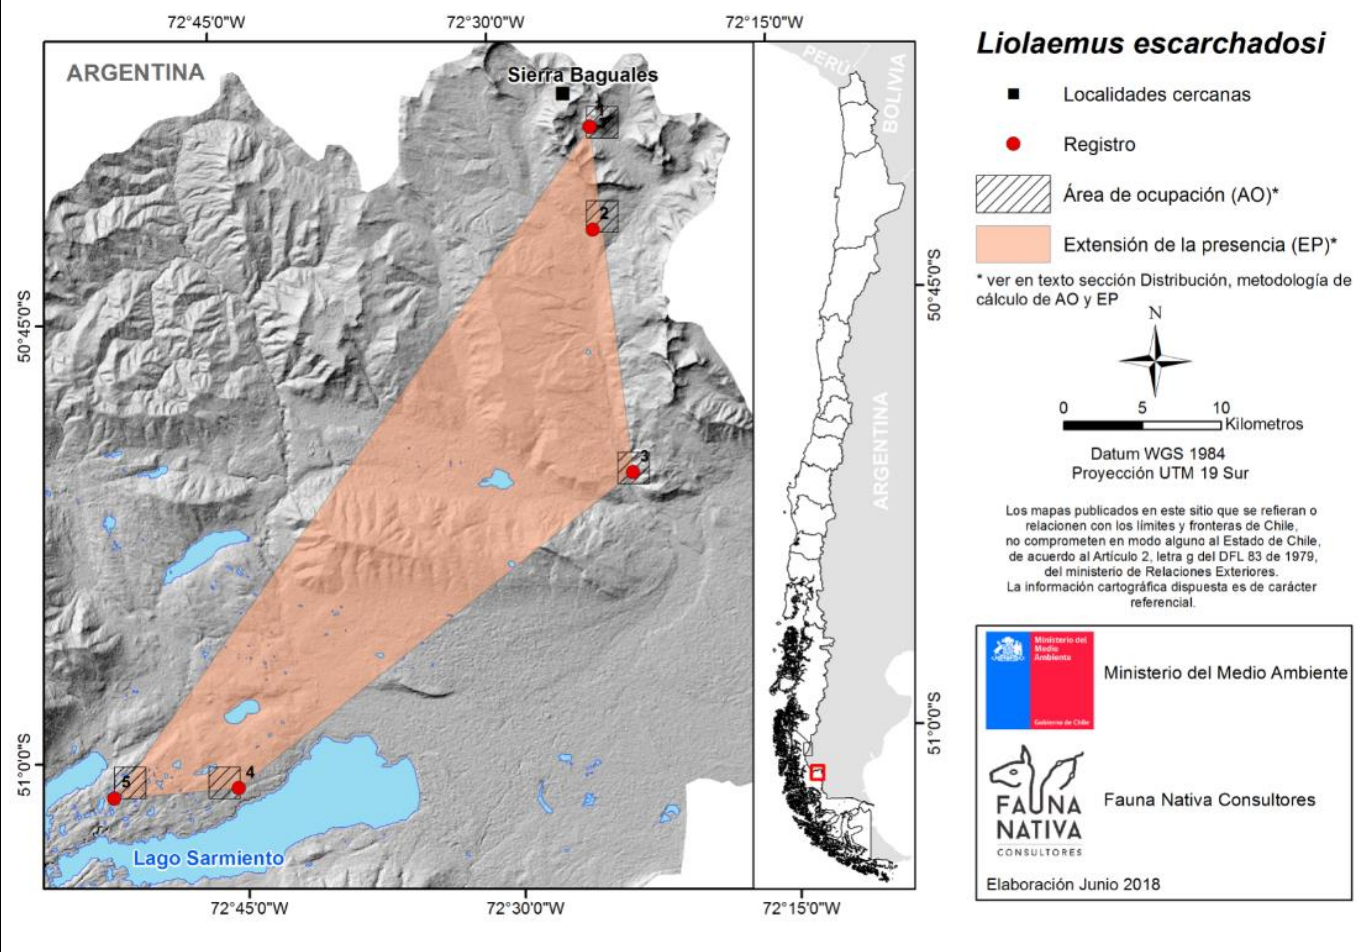 72°45'0"W
72°30'0"W
72°15'0"W
ARGENTINA
Sierra Baguales
1
2
3
4
5
Lago Sarmiento
50°45'0"S
51°0'0"S
50°45'0"S
51°0'0"S
72°45'0"W
72°30'0"W
72°15'0"W
PERÚ
BOLIVIA
ARGENTINA
Liolaemus escarchadosi
Localidades cercanas
Registro
Área de ocupación (AO)*
Extensión de la presencia (EP)*
* ver en texto sección Distribución, metodología de
cálculo de AO y EP
N
0 5 10
Kilometros
Datum WGS 1984
Proyección UTM 19 Sur
Los mapas publicados en este sitio que se refieran o
relacionen con los límites y fronteras de Chile,
no comprometen en modo alguno al Estado de Chile,
de acuerdo al Artículo 2, letra g del DFL 83 de 1979,
del ministerio de Relaciones Exteriores.
La información cartográfica dispuesta es de carácter
referencial.
Ministerio del
Medio
Ambiente
Gobierno de Chile
Ministerio del Medio Ambiente
FAUNA
NATIVA
CONSULTORES
Fauna Nativa Consultores
Elaboración Junio 2018